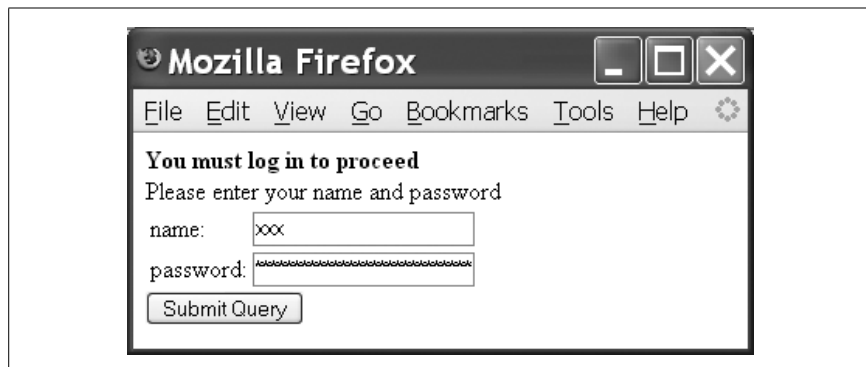 Mozilla Firefox
File Edit View Go Bookmarks Tools Help
You must log in to proceed
Please enter your name and password
name: xxx
password:
Submit Query